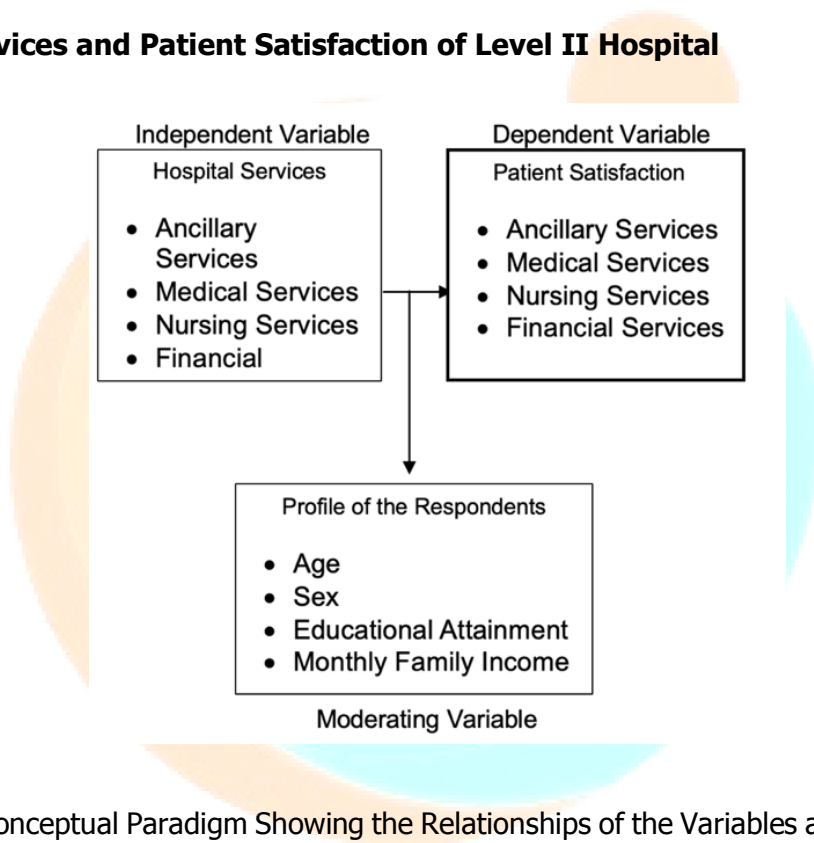 vices and Patient Satisfaction of Level II Hospital
Independent Variable
Hospital Services
• Ancillary
Services
• Medical Services
• Nursing Services
• Financial
Dependent Variable
Patient Satisfaction
• Ancillary Services
• Medical Services
• Nursing Services
• Financial Services
Profile of the Respondents
• Age
• Sex
• Educational Attainment
• Monthly Family Income
Moderating Variable
onceptual Paradigm Showing the Relationships of the Variables a